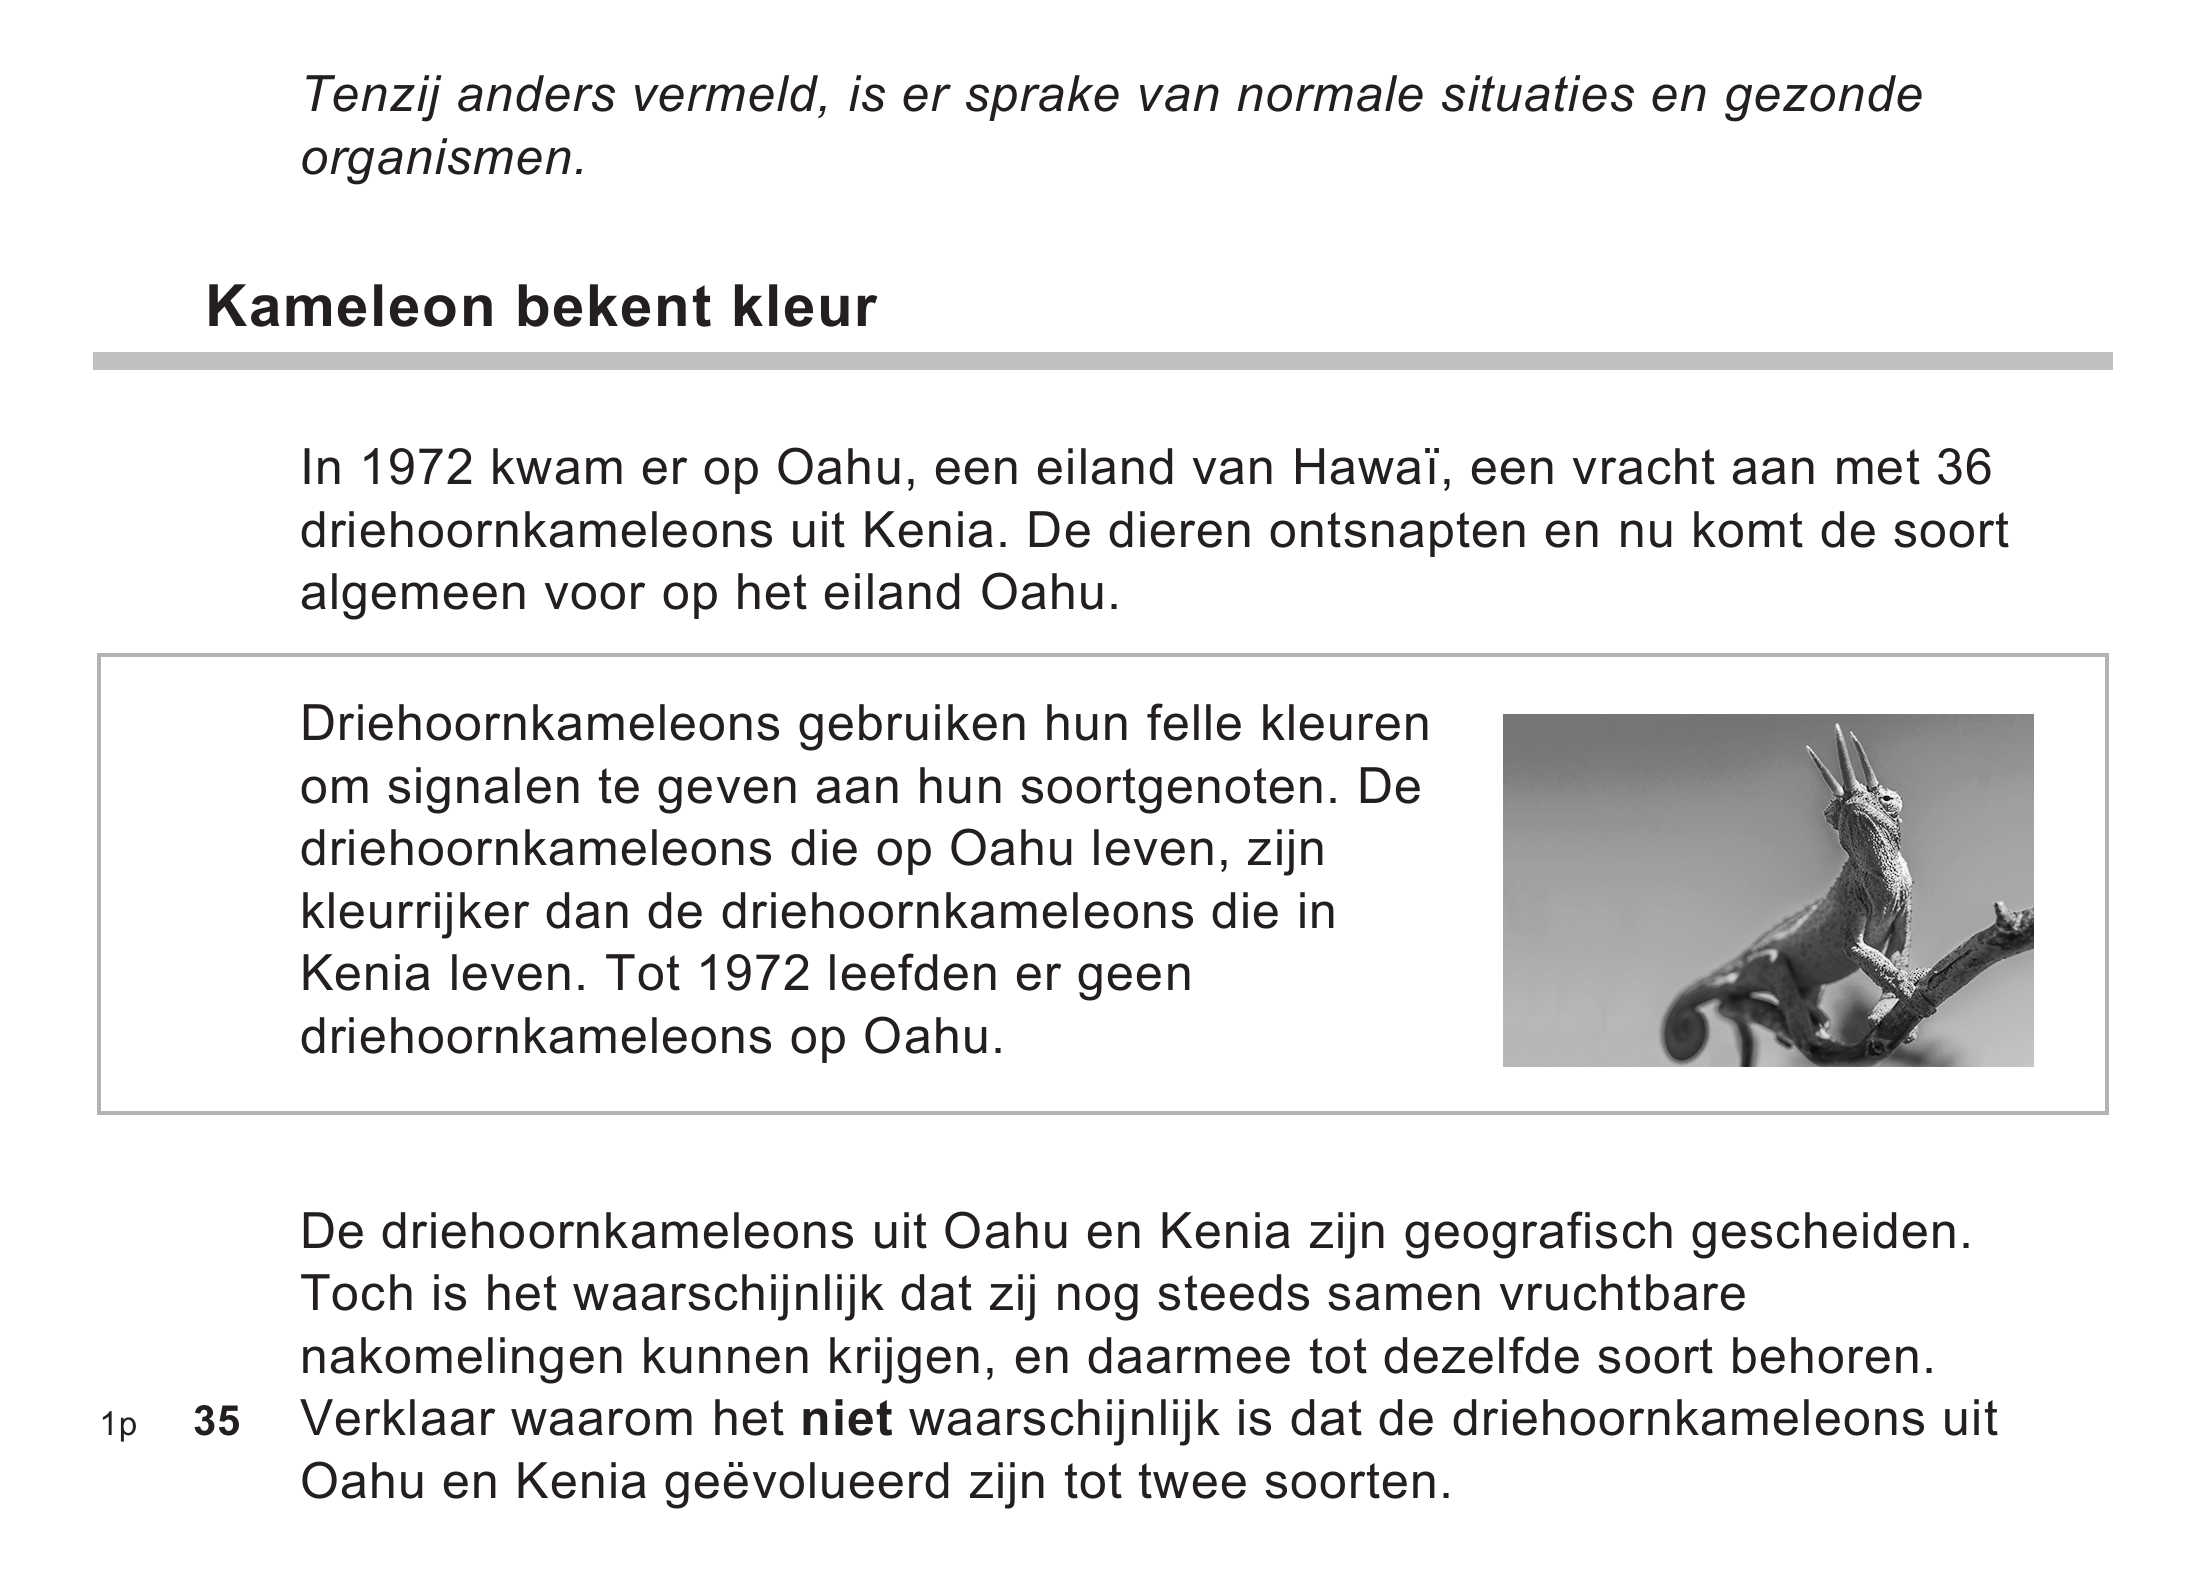 Tenzij anders vermeld, is er sprake van normale situaties en gezonde
organismen.
Kameleon bekent kleur
In 1972 kwam er op Oahu, een eiland van Hawaï, een vracht aan met 36
driehoornkameleons uit Kenia. De dieren ontsnapten en nu komt de soort
algemeen voor op het eiland Oahu.
Driehoornkameleons gebruiken hun felle kleuren
om signalen te geven aan hun soortgenoten. De
driehoornkameleons die op Oahu leven, zijn
kleurrijker dan de driehoornkameleons die in
Kenia leven. Tot 1972 leefden er geen
driehoornkameleons op Oahu.
De driehoornkameleons uit Oahu en Kenia zijn geografisch gescheiden.
Toch is het waarschijnlijk dat zij nog steeds samen vruchtbare
nakomelingen kunnen krijgen, en daarmee tot dezelfde soort behoren.
1p 35 Verklaar waarom het niet waarschijnlijk is dat de driehoornkameleons uit
Oahu en Kenia geëvolueerd zijn tot twee soorten.